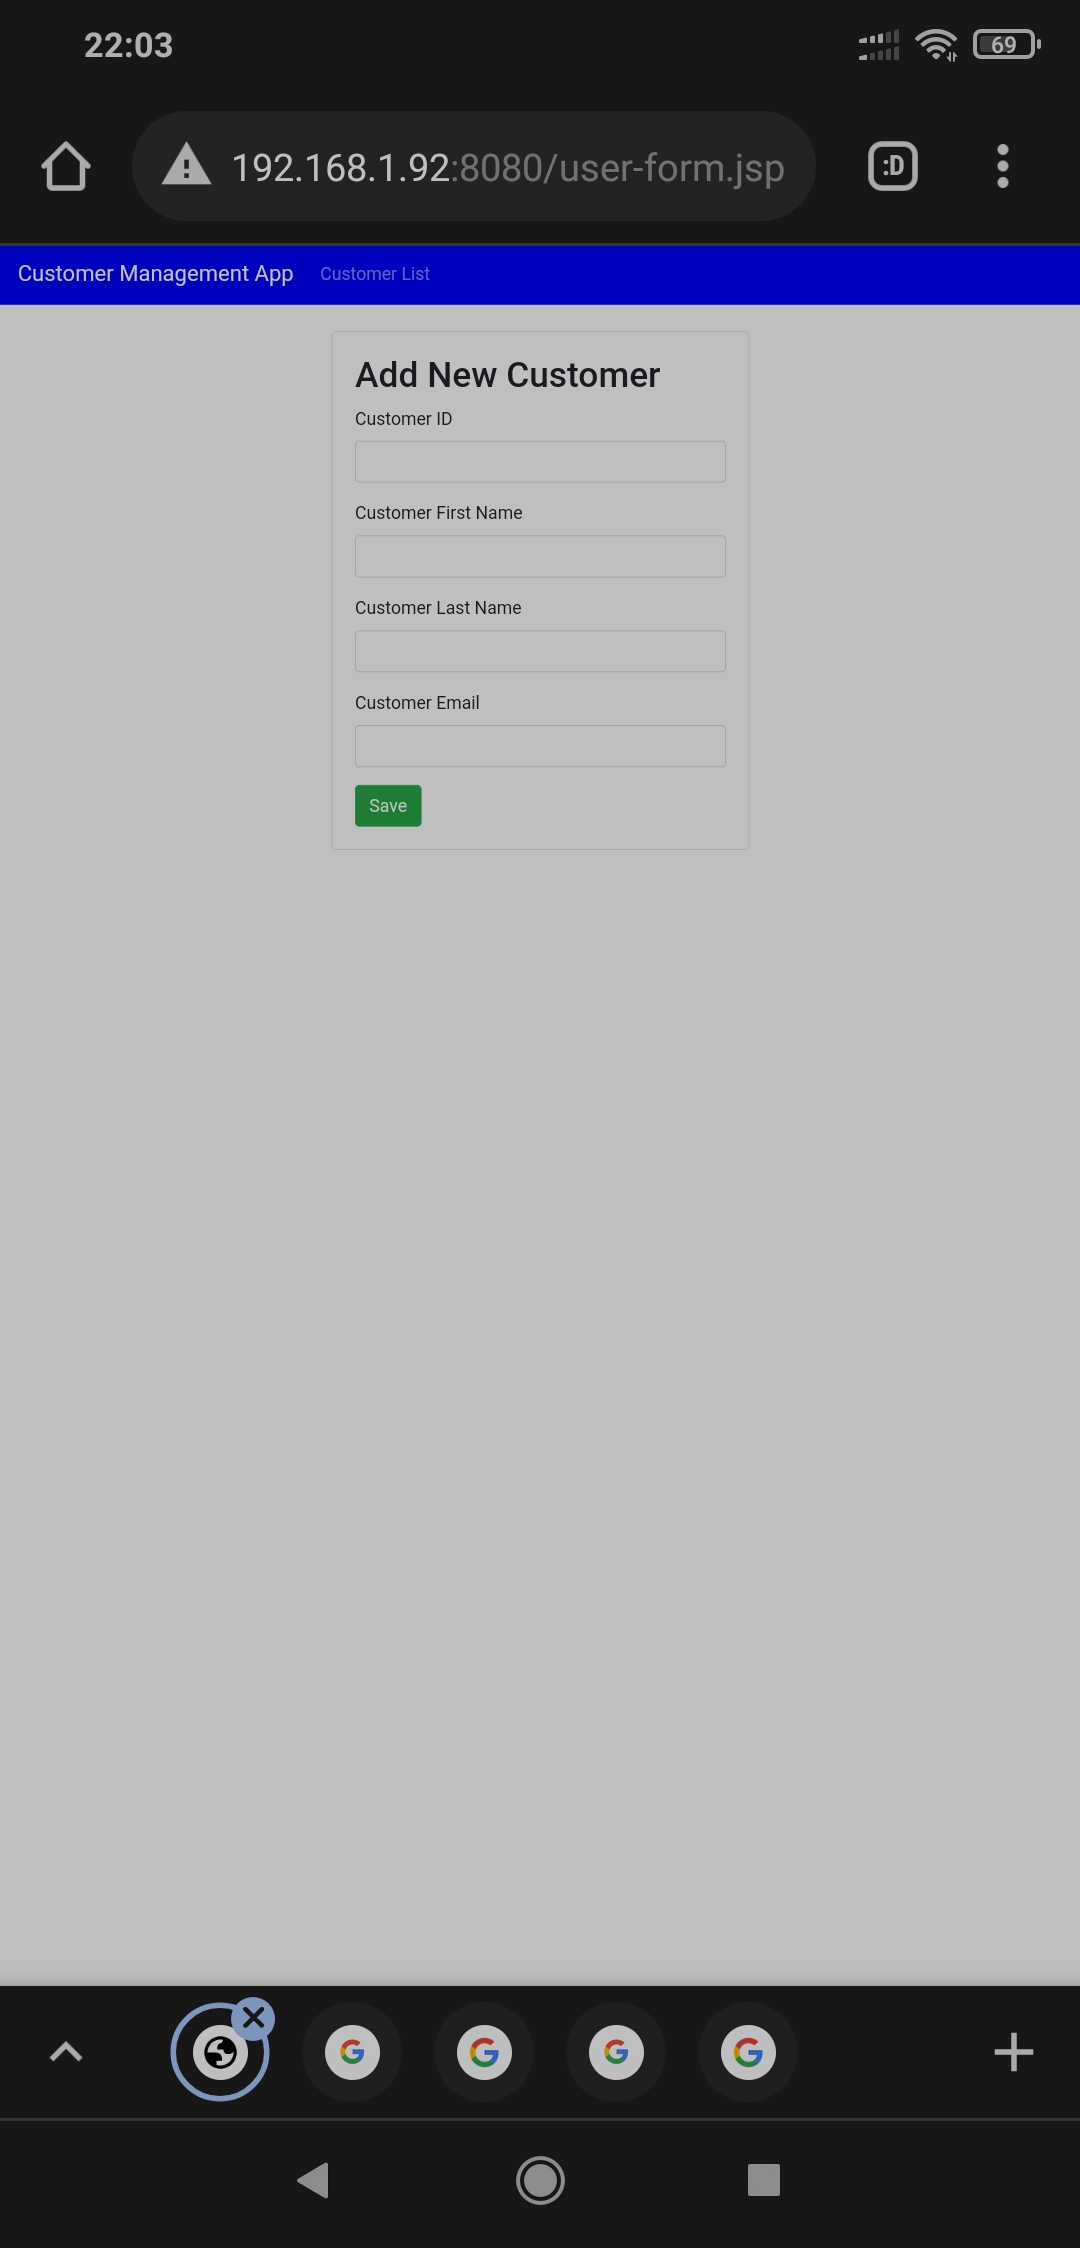 22:03
69
192.168.1.92:8080/user-form.jsp
:D
Customer Management App Customer List
Add New Customer
Customer ID
Customer First Name
Customer Last Name
Customer Email
Save